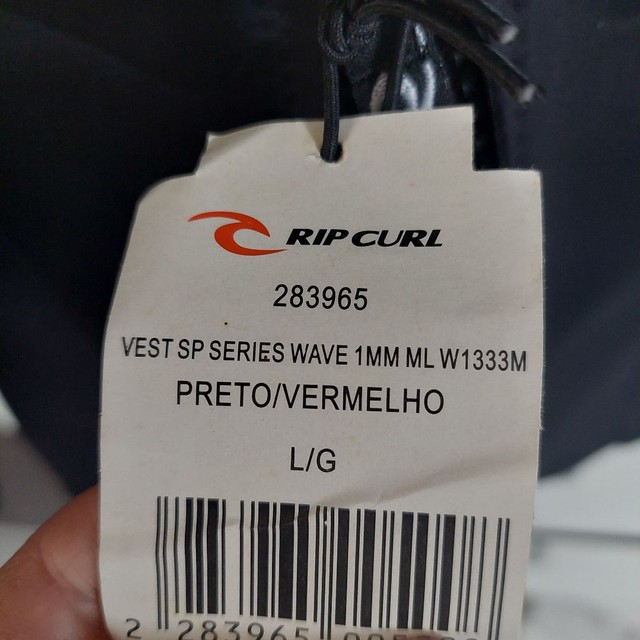 RIP CURL
283965
VEST SP SERIES WAVE 1MM ML W1333M
PRETO/VERMELHO
L/G
2 283965